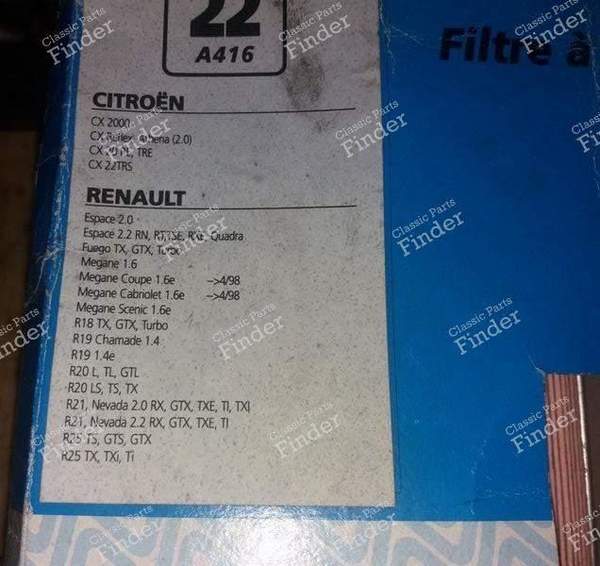 22
A416
Filtre à
CITROËN
CX 2000
CX Reflex, Athena (2.0)
CX 20 RE, TRE
CX 22TRS
RENAULT
Espace 2.0
Espace 2.2 RN, RT, TSE, RXE, Quadra
Fuego TX, GTX, Turbo
Megane 1.6
Megane Coupe 1.6e ->4/98
Megane Cabriolet 1.6e ->4/98
Megane Scenic 1.6e
R18 TX, GTX, Turbo
R19 Chamade 1.4
R19 1.4e
R20 L, TL, GTL
R20 LS, TS, TX
R21, Nevada 2.0 RX, GTX, TXE, TI, TXI
R21, Nevada 2.2 RX, GTX, TXE, TI
R25 TS, GTS, GTX
R25 TX, TXi, Ti
Classic Parts
Finder